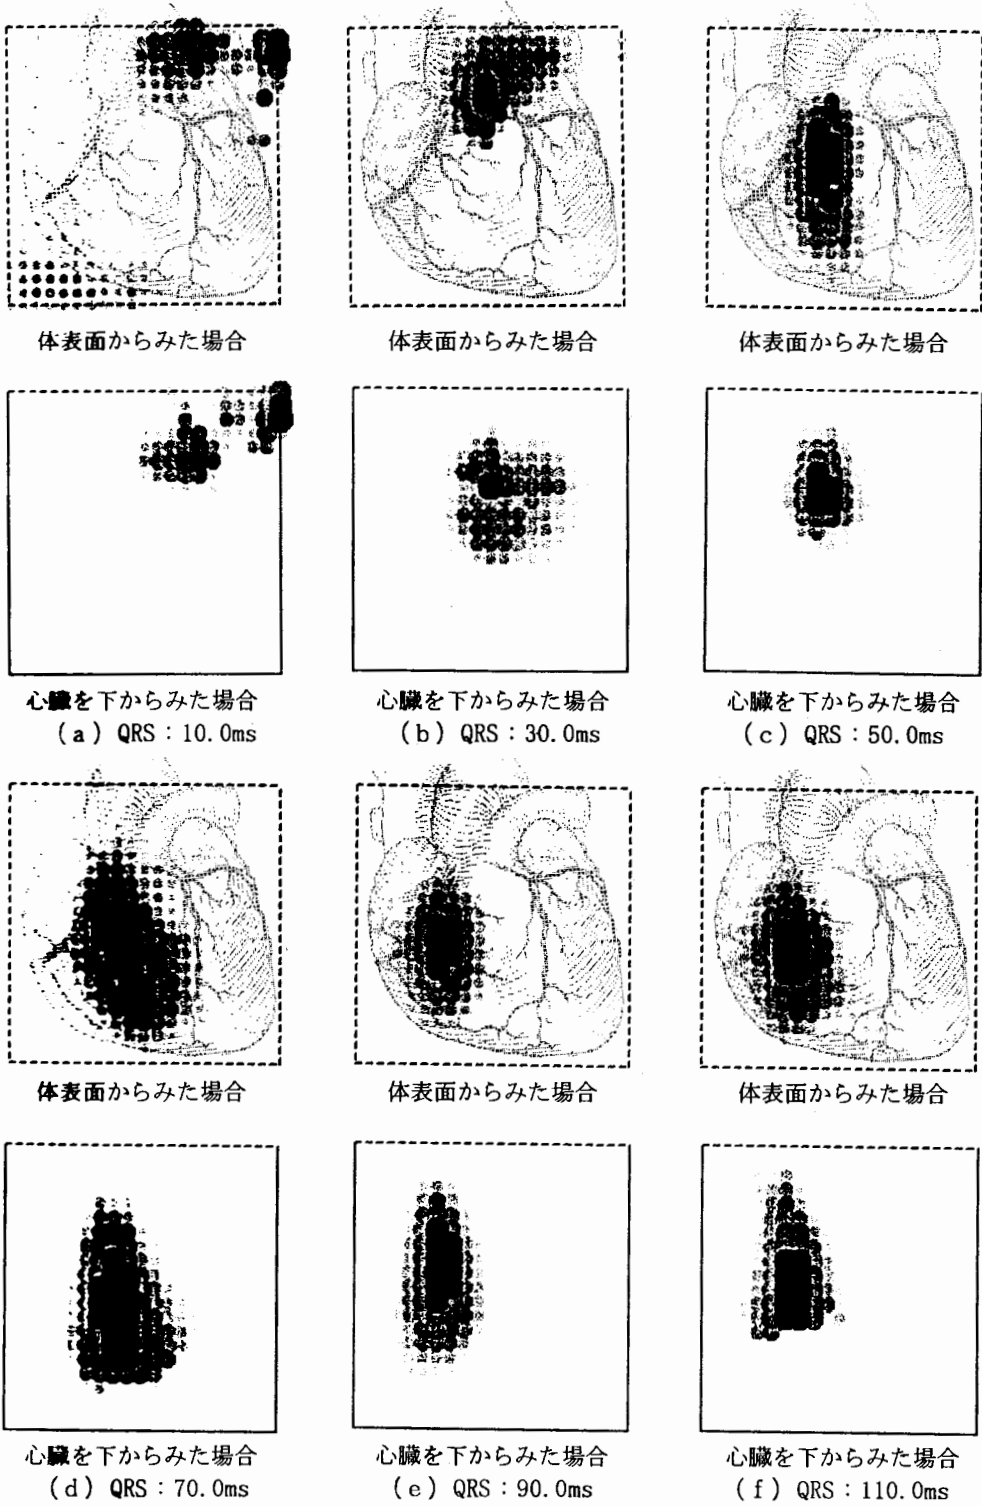 体表面からみた場合
体表面からみた場合
体表面からみた場合
心臓を下からみた場合
(a) QRS：10.0ms
心臓を下からみた場合
(b) QRS：30.0ms
心臓を下からみた場合
(c) QRS：50.0ms
体表面からみた場合
体表面からみた場合
体表面からみた場合
心臓を下からみた場合
(d) QRS：70.0ms
心臓を下からみた場合
(e) QRS：90.0ms
心臓を下からみた場合
(f) QRS：110.0ms